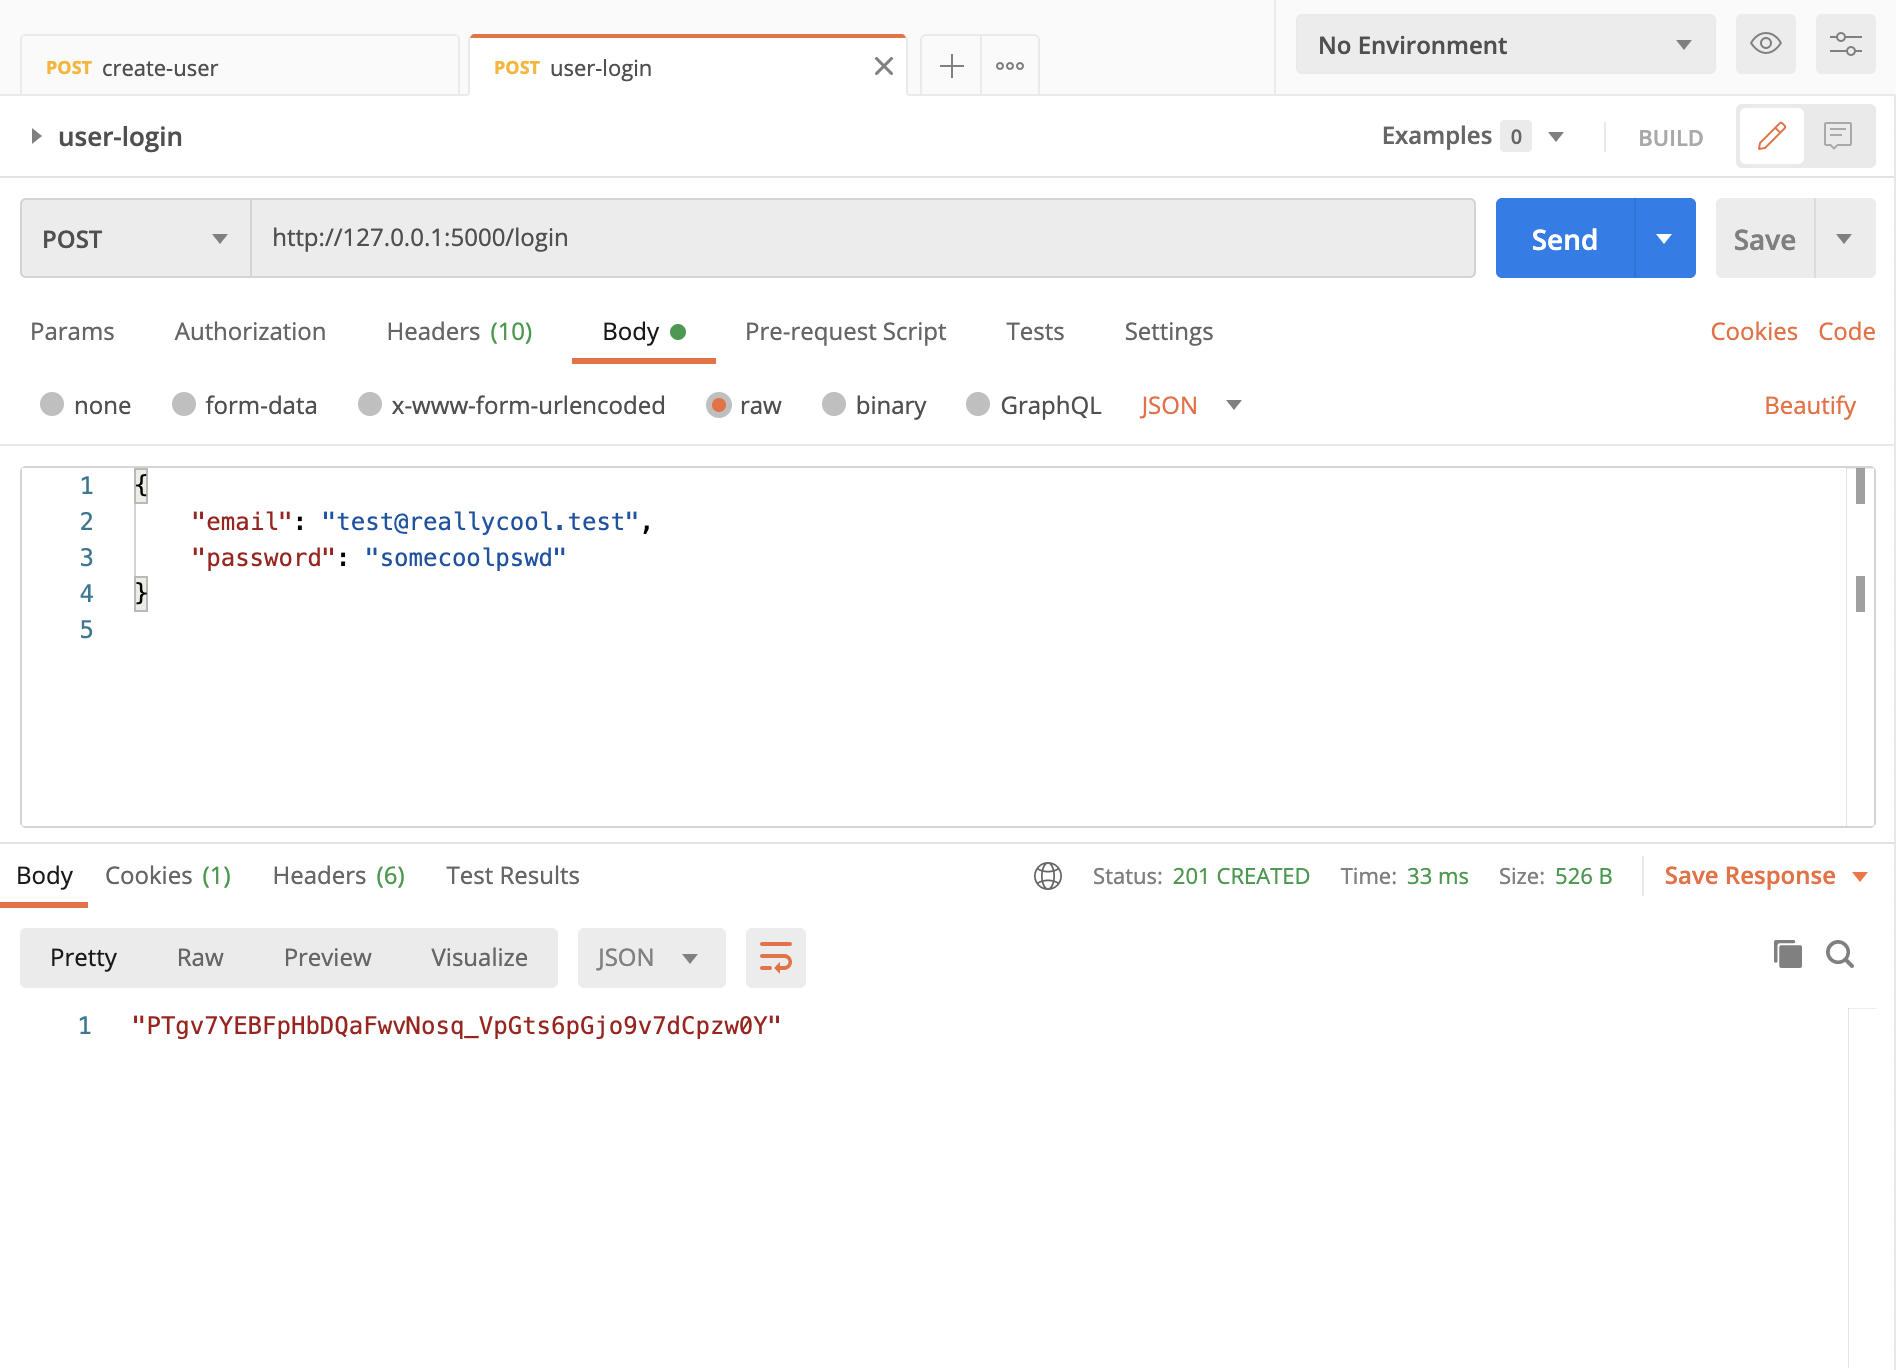 POST create-user
POST user-login
No Environment
user-login
Examples 0
BUILD
POST
http://127.0.0.1:5000/login
Send
Save
Params Authorization Headers (10) Body Pre-request Script Tests Settings Cookies Code
none form-data x-www-form-urlencoded raw binary GraphQL JSON Beautify
1 {
2 "email": "test@reallycool.test",
3 "password": "somecoolpswd"
4 }
5
Body Cookies (1) Headers (6) Test Results Status: 201 CREATED Time: 33 ms Size: 526 B Save Response
Pretty Raw Preview Visualize JSON
1 "PTgv7YEBFpHbDQaFwvNosq_VpGts6pGjo9v7dCpzw0Y"